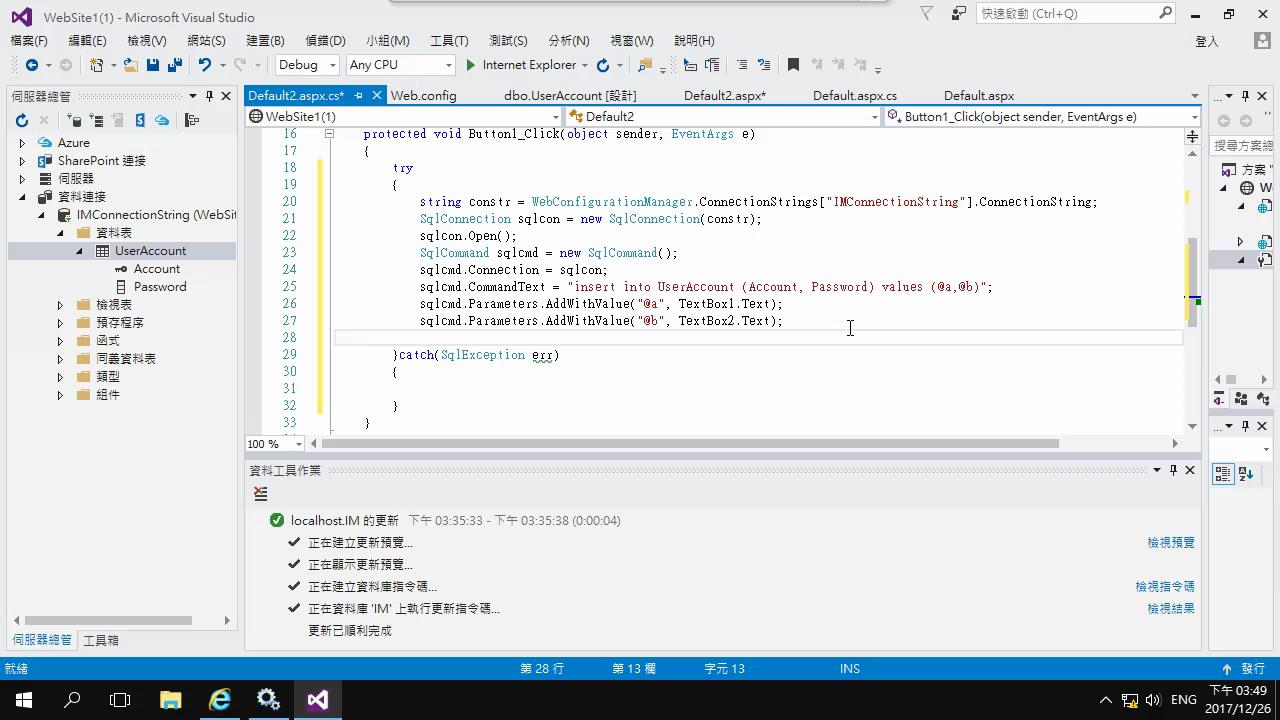 WebSite1(1) - Microsoft Visual Studio
快速啟動 (Ctrl+Q)
檔案(F) 編輯(E) 檢視(V) 網站(S) 建置(B) 偵錯(D) 小組(M) 工具(T) 測試(S) 分析(N) 視窗(W) 說明(H)
登入
Debug Any CPU Internet Explorer
伺服器總管
Default2.aspx.cs* Web.config dbo.UserAccount [設計] Default2.aspx* Default.aspx.cs Default.aspx
WebSite1(1) Default2 Button1_Click(object sender, EventArgs e)
搜尋方案總
方案 "
Azure
SharePoint 連接
伺服器
資料連接
IMConnectionString (WebSit
資料表
UserAccount
Account
Password
檢視表
預存程序
函式
同義資料表
類型
組件
16 protected void Button1_Click(object sender, EventArgs e)
17 {
18 try
19 {
20 string constr = WebConfigurationManager.ConnectionStrings["IMConnectionString"].ConnectionString;
21 SqlConnection sqlcon = new SqlConnection(constr);
22 sqlcon.Open();
23 SqlCommand sqlcmd = new SqlCommand();
24 sqlcmd.Connection = sqlcon;
25 sqlcmd.CommandText = "insert into UserAccount (Account, Password) values (@a,@b)";
26 sqlcmd.Parameters.AddWithValue("@a", TextBox1.Text);
27 sqlcmd.Parameters.AddWithValue("@b", TextBox2.Text);
28
29 }catch(SqlException err)
30 {
31
32 }
33 }
100 %
資料工具作業
localhost.IM 的更新 下午 03:35:33 - 下午 03:35:38 (0:00:04)
正在建立更新預覽... 檢視預覽
正在顯示更新預覽...
正在建立資料庫指令碼... 檢視指令碼
正在資料庫 'IM' 上執行更新指令碼... 檢視結果
更新已順利完成
伺服器總管 工具箱
就緒 第 28 行 第 13 欄 字元 13 INS 發行
ENG
下午 03:49
2017/12/26